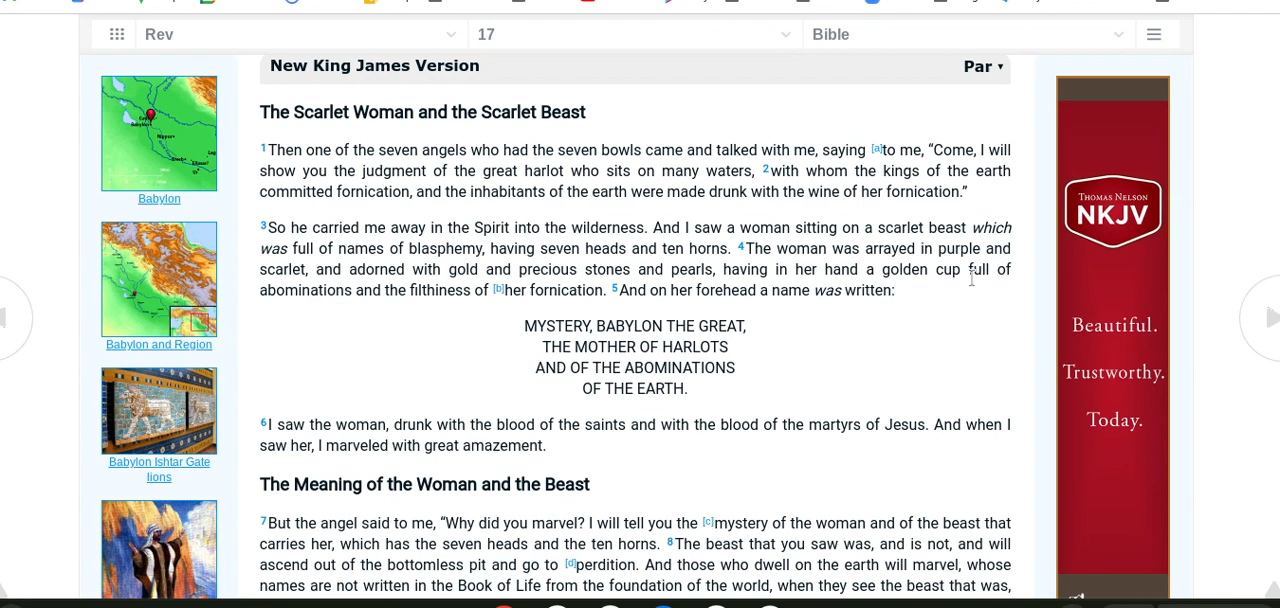 Rev
17
Bible
New King James Version
Par ▾
Babylon
Babylon and Region
Babylon Ishtar Gate
lions
The Scarlet Woman and the Scarlet Beast
1Then one of the seven angels who had the seven bowls came and talked with me, saying [a]to me, “Come, I will
show you the judgment of the great harlot who sits on many waters, 2with whom the kings of the earth
committed fornication, and the inhabitants of the earth were made drunk with the wine of her fornication.”
3So he carried me away in the Spirit into the wilderness. And I saw a woman sitting on a scarlet beast which
was full of names of blasphemy, having seven heads and ten horns. 4The woman was arrayed in purple and
scarlet, and adorned with gold and precious stones and pearls, having in her hand a golden cup full of
abominations and the filthiness of [b]her fornication. 5And on her forehead a name was written:
MYSTERY, BABYLON THE GREAT,
THE MOTHER OF HARLOTS
AND OF THE ABOMINATIONS
OF THE EARTH.
6I saw the woman, drunk with the blood of the saints and with the blood of the martyrs of Jesus. And when I
saw her, I marveled with great amazement.
The Meaning of the Woman and the Beast
7But the angel said to me, “Why did you marvel? I will tell you the [c]mystery of the woman and of the beast that
carries her, which has the seven heads and the ten horns. 8The beast that you saw was, and is not, and will
ascend out of the bottomless pit and go to [d]perdition. And those who dwell on the earth will marvel, whose
names are not written in the Book of Life from the foundation of the world, when they see the beast that was,
THOMAS NELSON
NKJV
Beautiful.
Trustworthy.
Today.